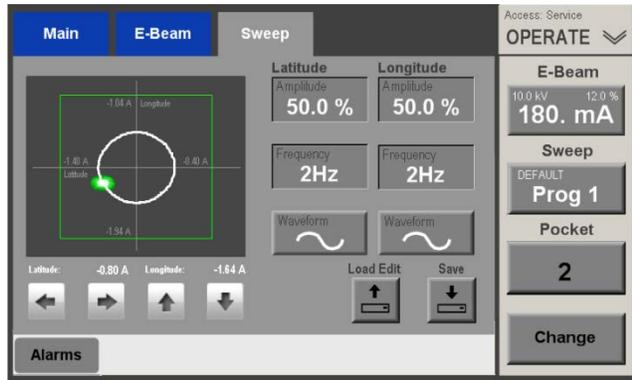 Main
E-Beam
Sweep
Access: Service
OPERATE
-1.04 A Longitude
-1.40 A
-0.40 A
Latitude
-1.94 A
Latitude: -0.80 A Longitude: -1.64 A
Latitude
Longitude
Amplitude
50.0 %
Amplitude
50.0 %
Frequency
2Hz
Frequency
2Hz
Waveform
Waveform
Load Edit
Save
E-Beam
10.0 kV 12.0 %
180. mA
Sweep
DEFAULT
Prog 1
Pocket
2
Change
Alarms